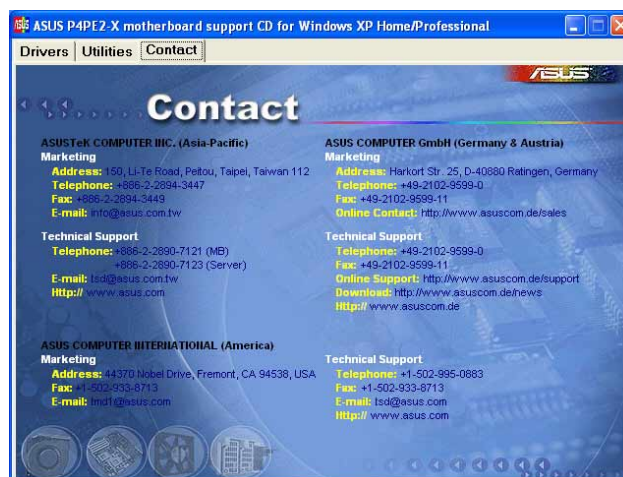 ASUS P4PE2-X motherboard support CD for Windows XP Home/Professional
Drivers Utilities Contact
ASUS
Contact
ASUSTeK COMPUTER INC. (Asia-Pacific)
Marketing
Address: 150, Li-Te Road, Peitou, Taipei, Taiwan 112
Telephone: +886-2-2894-3447
Fax: +886-2-2894-3449
E-mail: info@asus.com.tw
Technical Support
Telephone: +886-2-2890-7121 (MB)
+886-2-2890-7123 (Server)
E-mail: tsd@asus.com.tw
Http:// www.asus.com
ASUS COMPUTER GmbH (Germany & Austria)
Marketing
Address: Harkort Str. 25, D-40880 Ratingen, Germany
Telephone: +49-2102-9599-0
Fax: +49-2102-9599-11
Online Contact: http://www.asuscom.de/sales
Technical Support
Telephone: +49-2102-9599-0
Fax: +49-2102-9599-11
Online Support: http://www.asuscom.de/support
Download: http://www.asuscom.de/news
Http:// www.asuscom.de
ASUS COMPUTER INTERNATIONAL (America)
Marketing
Address: 44370 Nobel Drive, Fremont, CA 94538, USA
Fax: +1-502-933-8713
E-mail: tmd1@asus.com
Technical Support
Telephone: +1-502-995-0883
Fax: +1-502-933-8713
E-mail: tsd@asus.com
Http:// www.asus.com